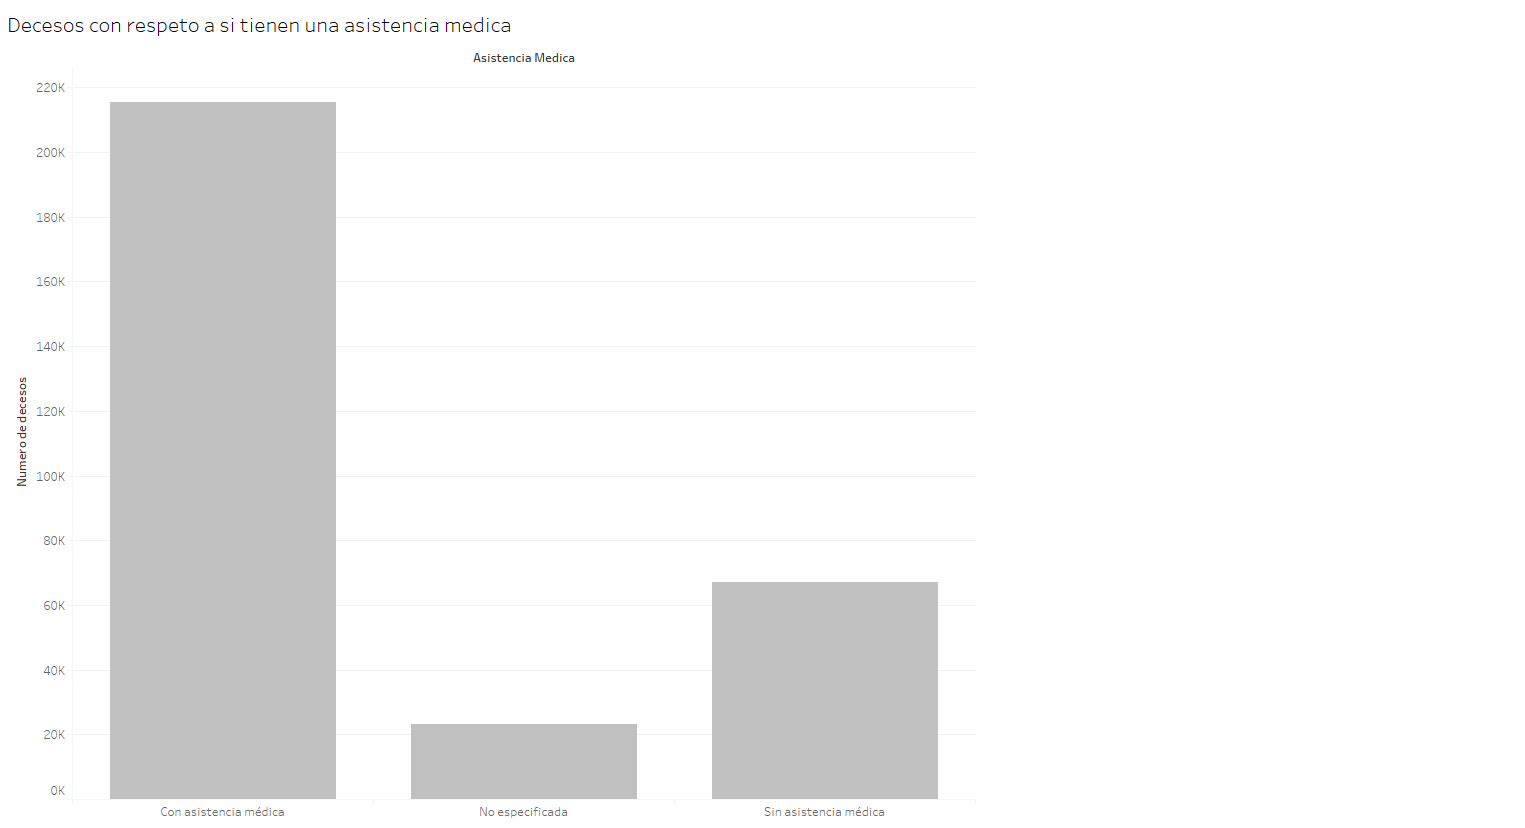 Decesos con respeto a si tienen una asistencia medica
Asistencia Medica
220K
200K
180K
160K
140K
120K
100K
80K
60K
40K
20K
0K
Numero de decesos
Con asistencia médica
No especificada
Sin asistencia médica